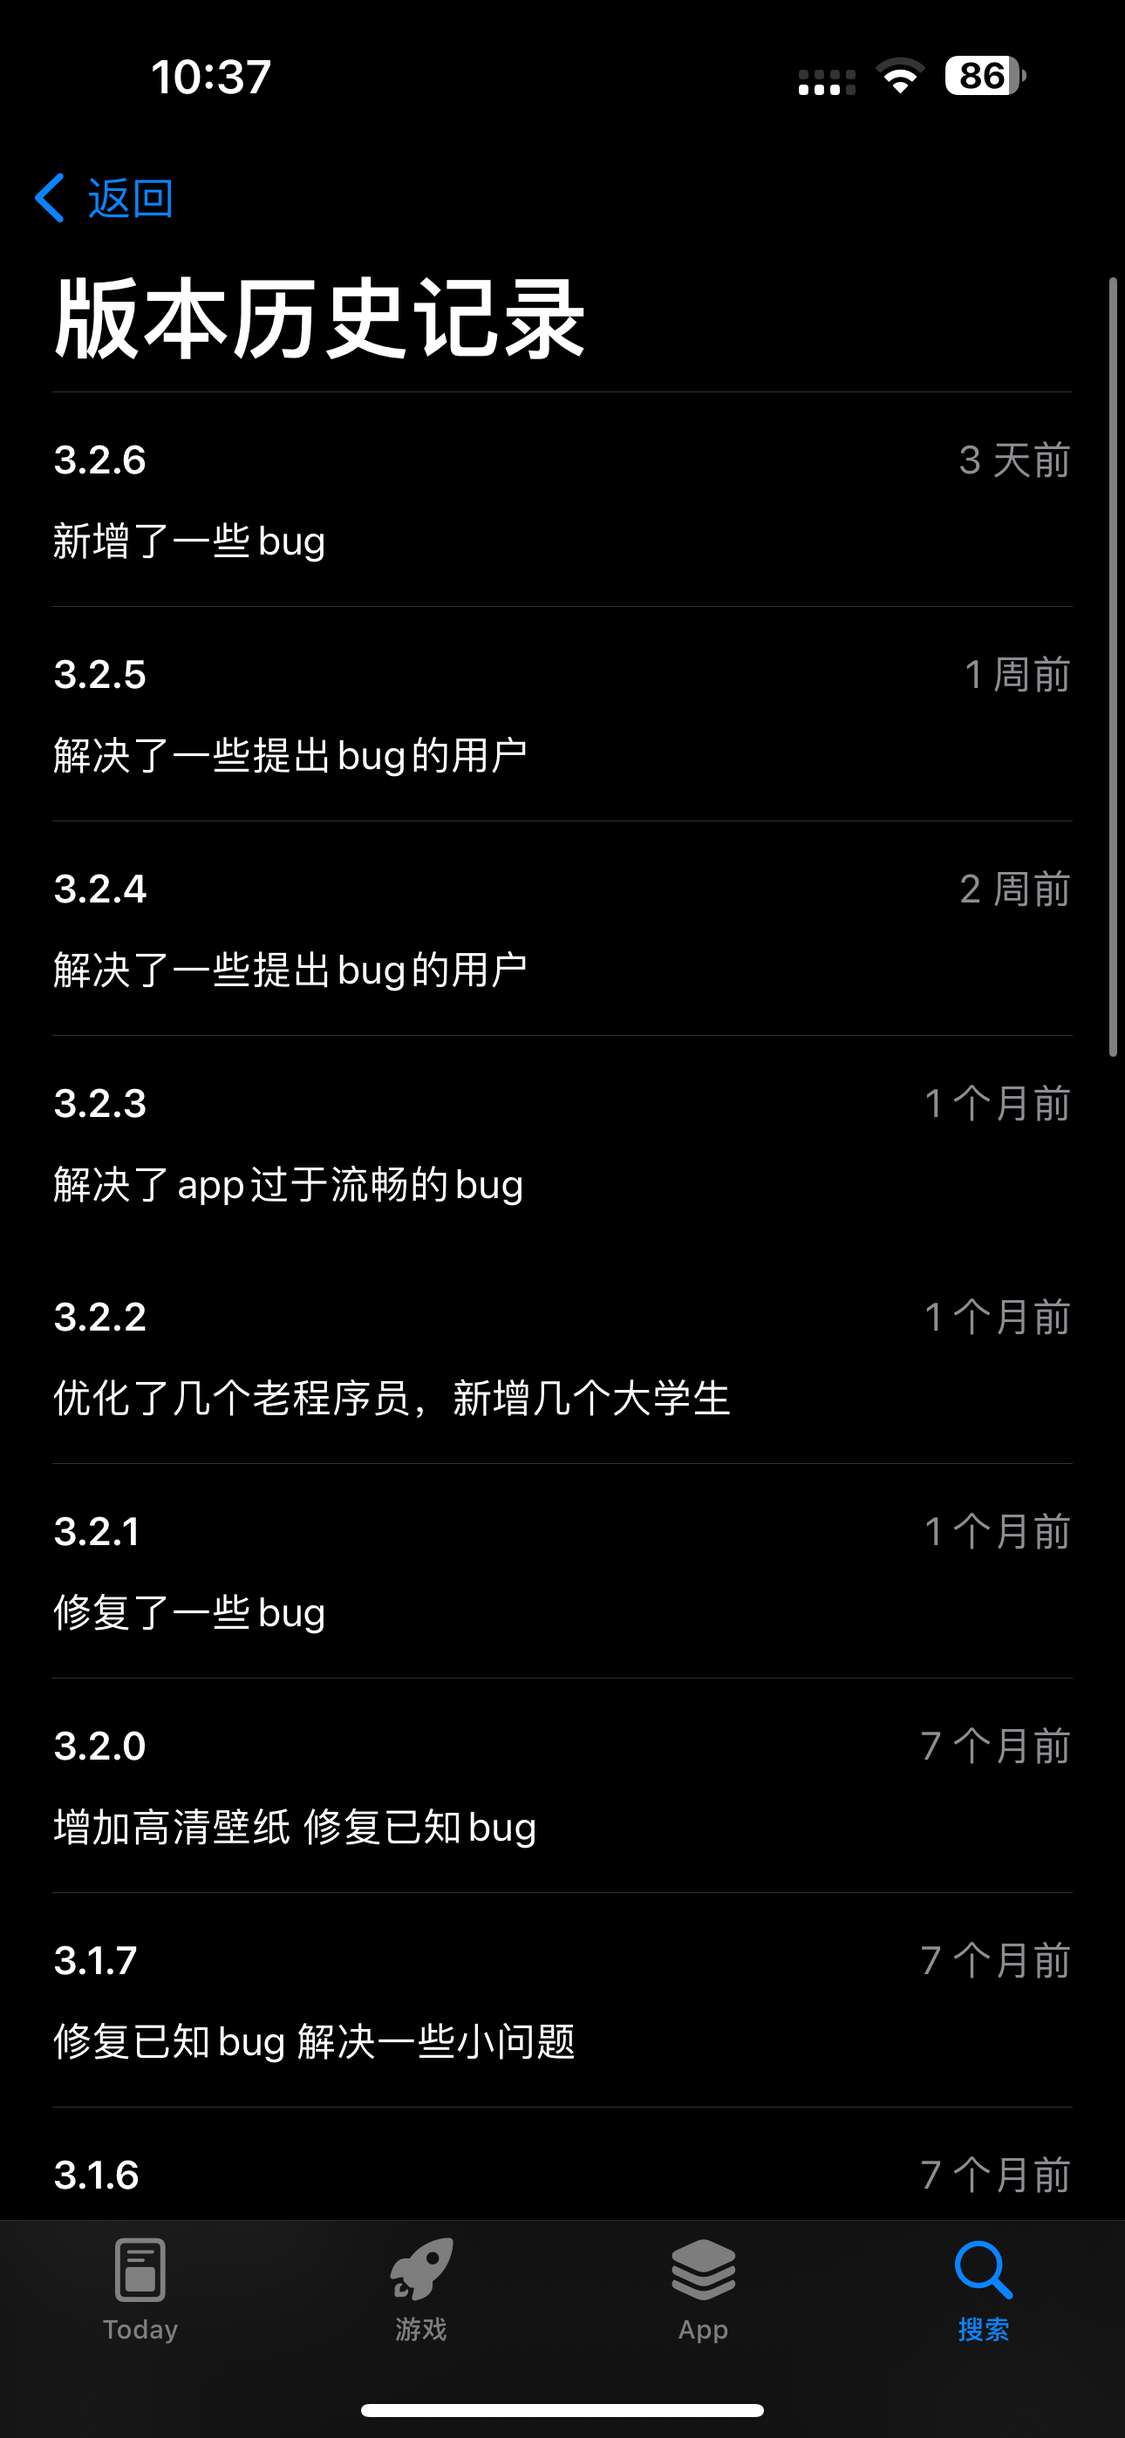 10:37
86
返回
版本历史记录
3.2.6 3 天前
新增了一些 bug
3.2.5 1 周前
解决了一些提出 bug 的用户
3.2.4 2 周前
解决了一些提出 bug 的用户
3.2.3 1 个月前
解决了 app 过于流畅的 bug
3.2.2 1 个月前
优化了几个老程序员，新增几个大学生
3.2.1 1 个月前
修复了一些 bug
3.2.0 7 个月前
增加高清壁纸 修复已知 bug
3.1.7 7 个月前
修复已知 bug 解决一些小问题
3.1.6 7 个月前
Today 游戏 App 搜索